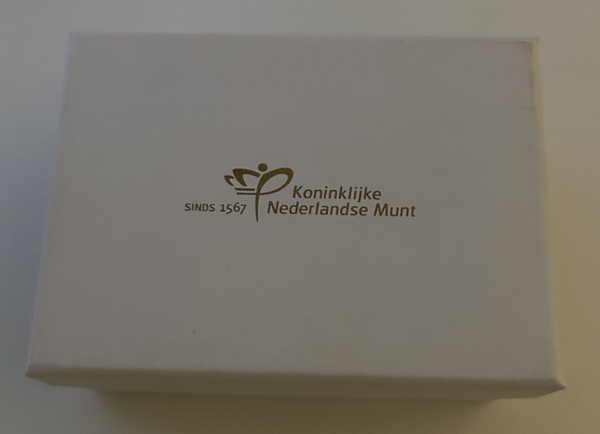 Koninklijke
SINDS 1567 Nederlandse Munt